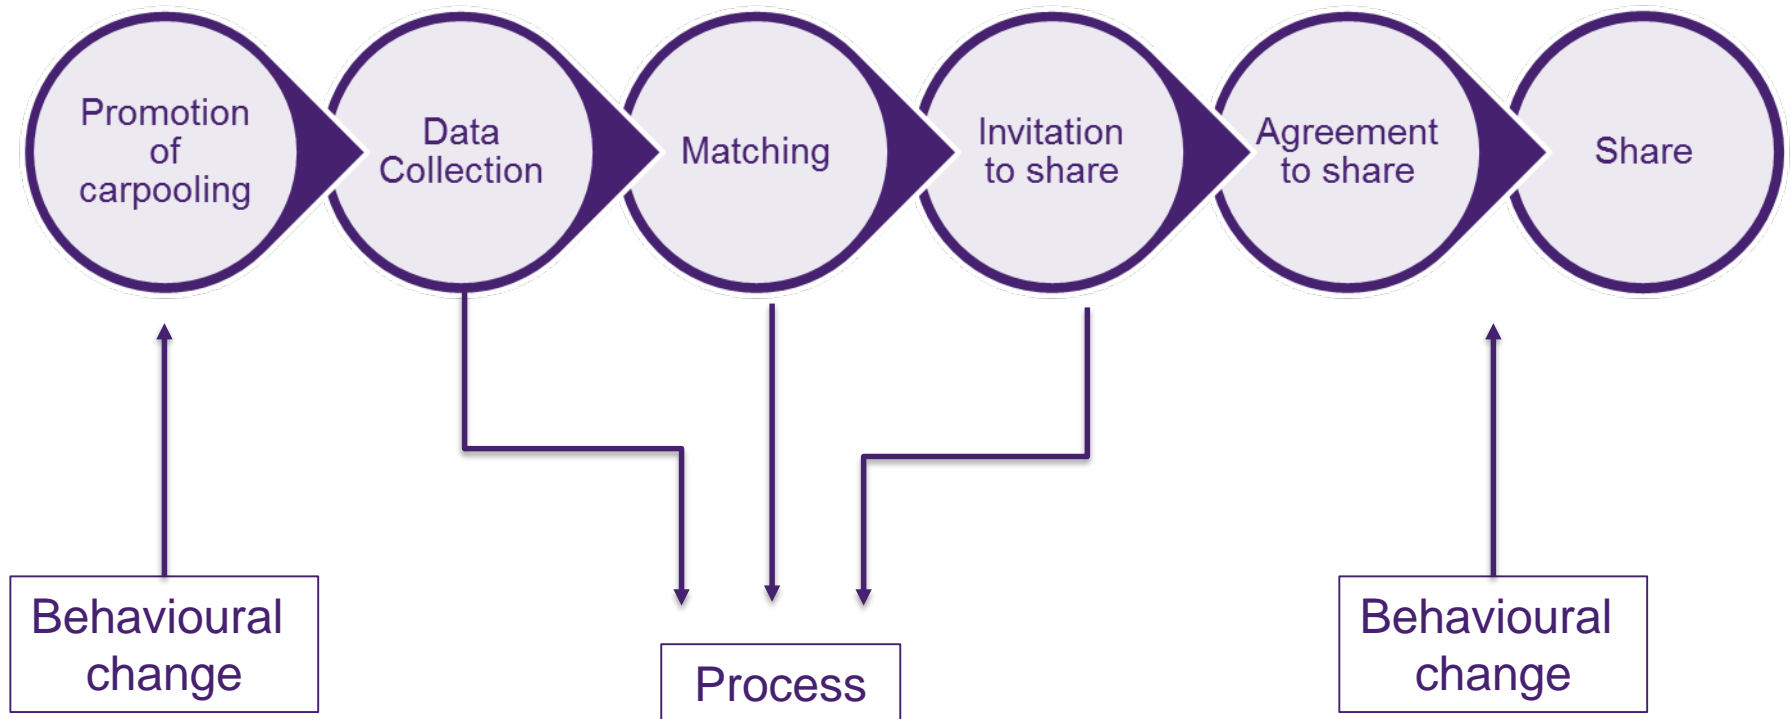 Promotion
of
carpooling
Data
Collection
Matching
Invitation
to share
Agreement
to share
Share
Behavioural
change
Process
Behavioural
change